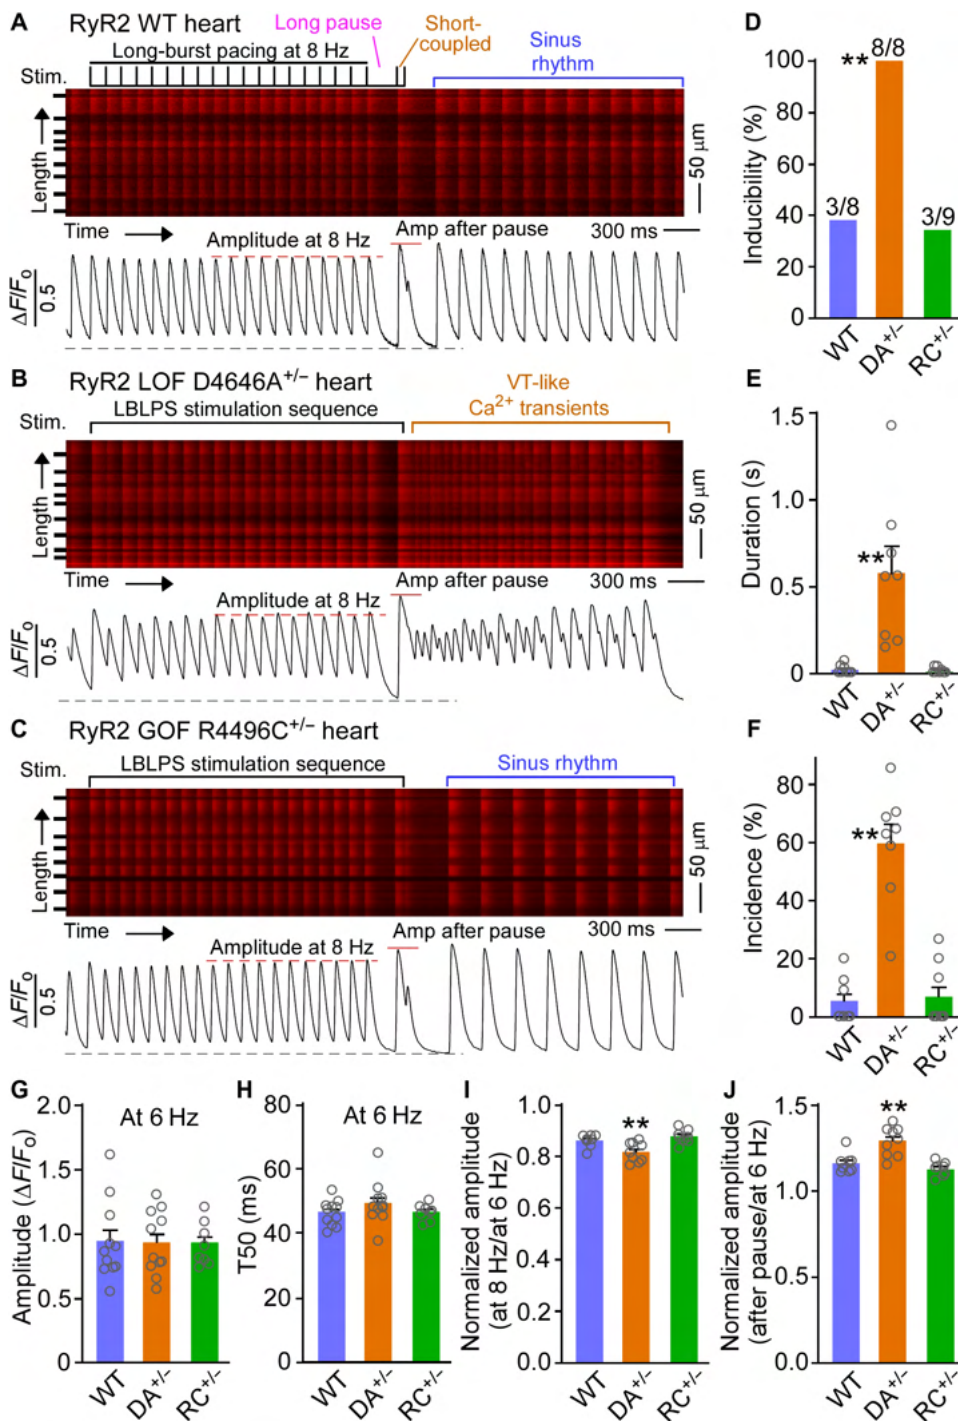 A RyR2 WT heart
Long pause
Short-coupled
Long-burst pacing at 8 Hz
Sinus rhythm
Stim.
Length
50 µm
Time
Amplitude at 8 Hz
Amp after pause
300 ms
ΔF/Fo
0.5
B RyR2 LOF D4646A+/− heart
VT-like
Ca2+ transients
LBLPS stimulation sequence
Stim.
Length
50 µm
Time
Amplitude at 8 Hz
Amp after pause
300 ms
ΔF/Fo
0.5
C RyR2 GOF R4496C+/− heart
Stim.
LBLPS stimulation sequence
Sinus rhythm
Length
50 µm
Time
Amplitude at 8 Hz
Amp after pause
300 ms
ΔF/Fo
0.5
D
Inducibility (%)
100
80
60
40
20
0
3/8
**
8/8
3/9
WT
DA+/−
RC+/−
E
Duration (s)
1.5
1.0
0.5
0
**
WT
DA+/−
RC+/−
F
Incidence (%)
80
60
40
20
0
**
WT
DA+/−
RC+/−
G
At 6 Hz
Amplitude (ΔF/Fo)
2.0
1.5
1.0
0.5
0
WT
DA+/−
RC+/−
H
At 6 Hz
T50 (ms)
80
60
40
20
0
WT
DA+/−
RC+/−
I
Normalized amplitude
(at 8 Hz/at 6 Hz)
1.0
0.8
0.6
0.4
0.2
0
**
WT
DA+/−
RC+/−
J
Normalized amplitude
(after pause/at 6 Hz)
1.5
1.0
0.5
0.0
**
WT
DA+/−
RC+/−